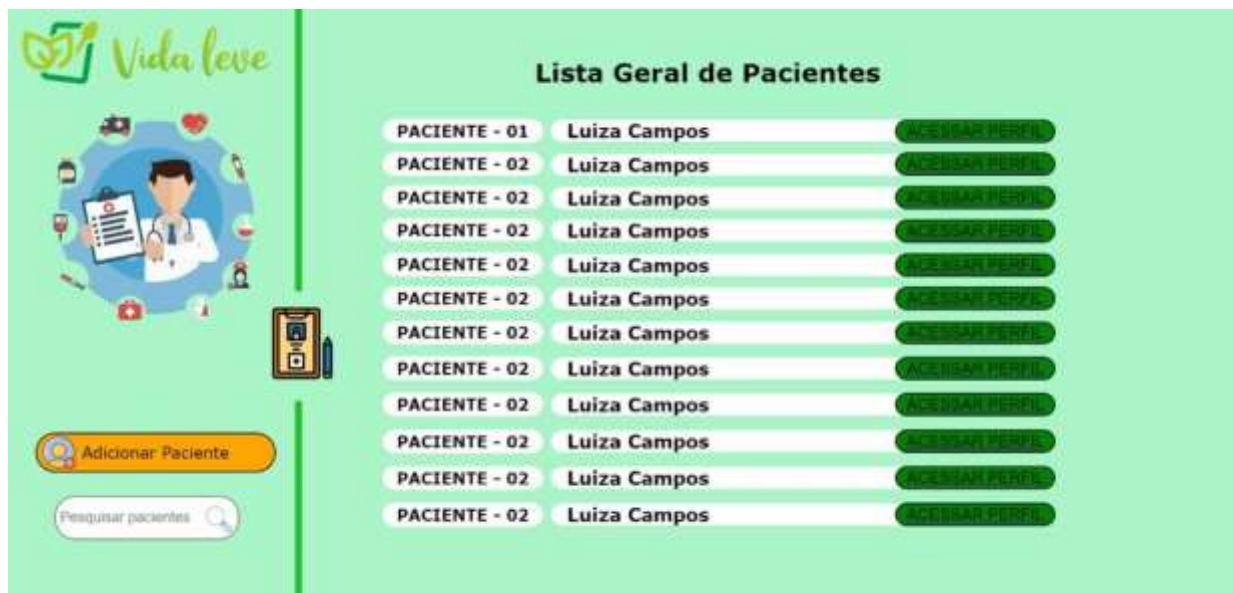 Vida leve
Lista Geral de Pacientes
PACIENTE - 01 Luiza Campos ACESSAR PERFIL
PACIENTE - 02 Luiza Campos ACESSAR PERFIL
PACIENTE - 02 Luiza Campos ACESSAR PERFIL
PACIENTE - 02 Luiza Campos ACESSAR PERFIL
PACIENTE - 02 Luiza Campos ACESSAR PERFIL
PACIENTE - 02 Luiza Campos ACESSAR PERFIL
PACIENTE - 02 Luiza Campos ACESSAR PERFIL
PACIENTE - 02 Luiza Campos ACESSAR PERFIL
PACIENTE - 02 Luiza Campos ACESSAR PERFIL
PACIENTE - 02 Luiza Campos ACESSAR PERFIL
PACIENTE - 02 Luiza Campos ACESSAR PERFIL
PACIENTE - 02 Luiza Campos ACESSAR PERFIL
Adicionar Paciente
Pesquisar pacientes